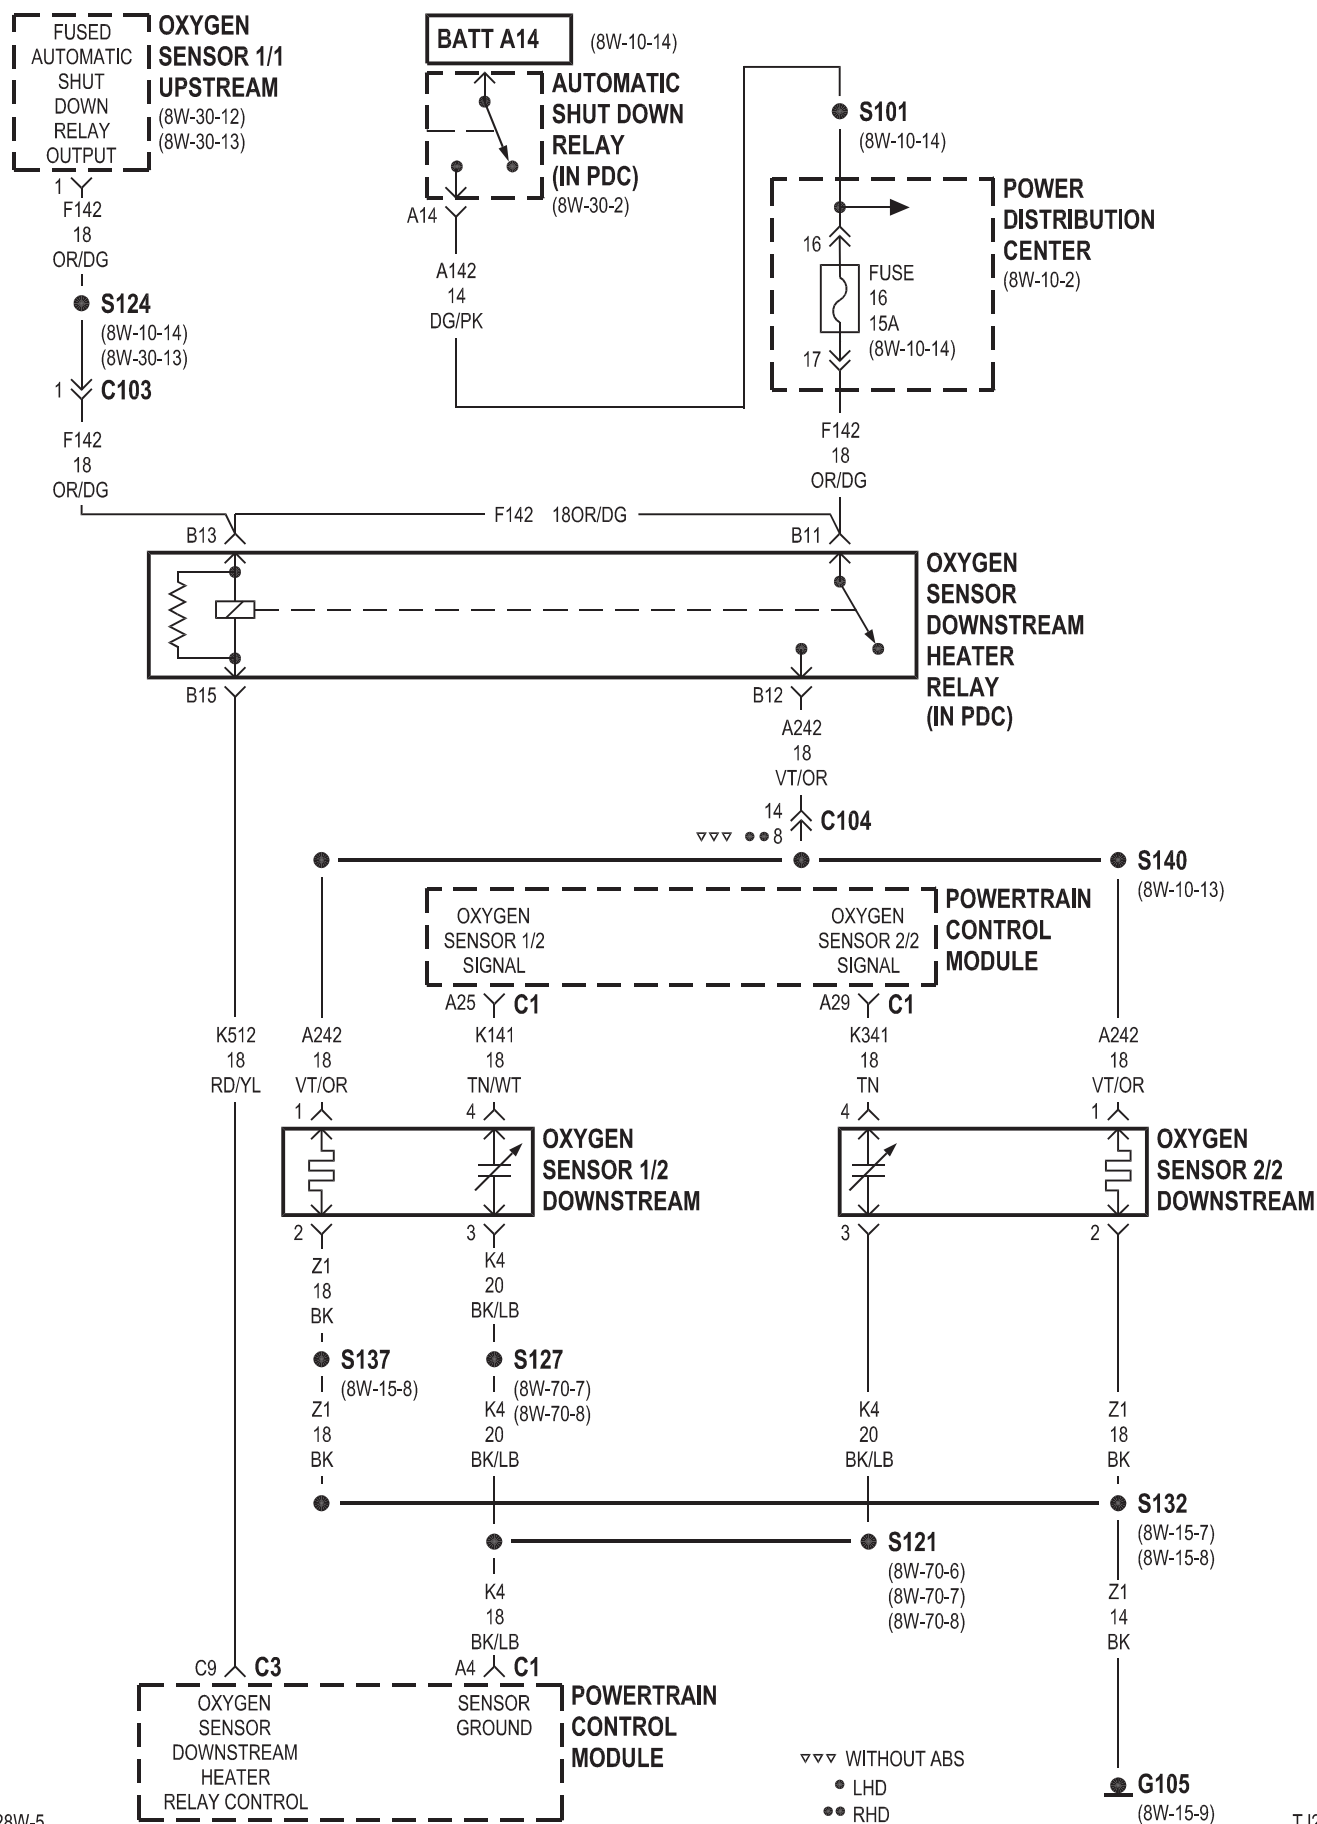 FUSED
AUTOMATIC
SHUT
DOWN
RELAY
OUTPUT
OXYGEN
SENSOR 1/1
UPSTREAM
(8W-30-12)
(8W-30-13)
1
F142
18
OR/DG
S124
(8W-10-14)
(8W-30-13)
1
C103
F142
18
OR/DG
BATT A14
(8W-10-14)
AUTOMATIC
SHUT DOWN
RELAY
(IN PDC)
(8W-30-2)
A14
A142
14
DG/PK
S101
(8W-10-14)
POWER
DISTRIBUTION
CENTER
(8W-10-2)
16
FUSE
16
15A
(8W-10-14)
17
F142
18
OR/DG
B13
F142 18OR/DG
B11
OXYGEN
SENSOR
DOWNSTREAM
HEATER
RELAY
(IN PDC)
B15
B12
A242
18
VT/OR
14
C104
8
S140
(8W-10-13)
OXYGEN
SENSOR 1/2
SIGNAL
OXYGEN
SENSOR 2/2
SIGNAL
POWERTRAIN
CONTROL
MODULE
A25 C1
A29 C1
K512
18
RD/YL
A242
18
VT/OR
K141
18
TN/WT
K341
18
TN
A242
18
VT/OR
1
4
4
1
OXYGEN
SENSOR 1/2
DOWNSTREAM
OXYGEN
SENSOR 2/2
DOWNSTREAM
2
3
3
2
Z1
18
BK
K4
20
BK/LB
S137
(8W-15-8)
S127
(8W-70-7)
(8W-70-8)
Z1
18
BK
K4
20
BK/LB
K4
20
BK/LB
Z1
18
BK
S132
(8W-15-7)
(8W-15-8)
S121
(8W-70-6)
(8W-70-7)
(8W-70-8)
K4
18
BK/LB
Z1
14
BK
C9 C3
A4 C1
OXYGEN
SENSOR
DOWNSTREAM
HEATER
RELAY CONTROL
SENSOR
GROUND
POWERTRAIN
CONTROL
MODULE
WITHOUT ABS
LHD
RHD
G105
(8W-15-9)